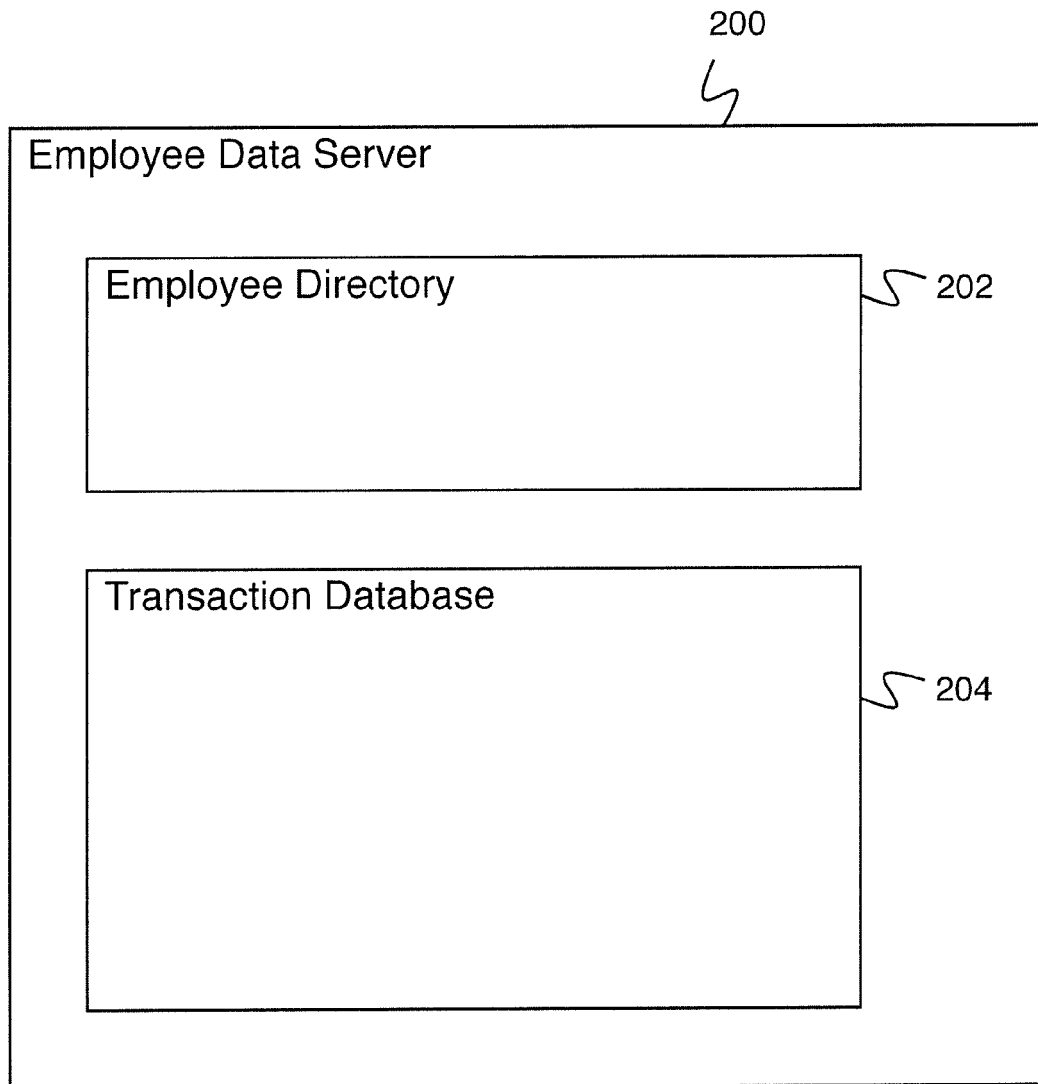 200
Employee Data Server
Employee Directory
202
Transaction Database
204